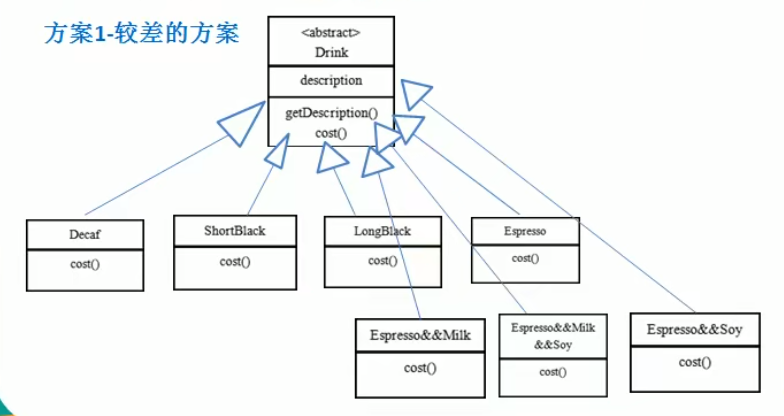 方案1-较差的方案
<abstract>
Drink
description
getDescription()
cost()
Decaf
cost()
ShortBlack
cost()
LongBlack
cost()
Espresso
cost()
Espresso&&Milk
cost()
Espresso&&Milk
&&Soy
cost()
Espresso&&Soy
cost()